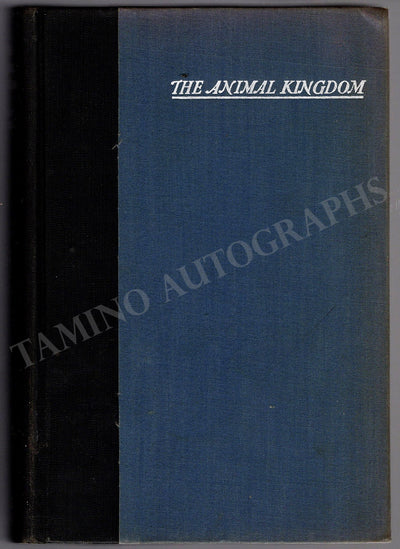 THE ANIMAL KINGDOM
TAMINO AUTOGRAPHS